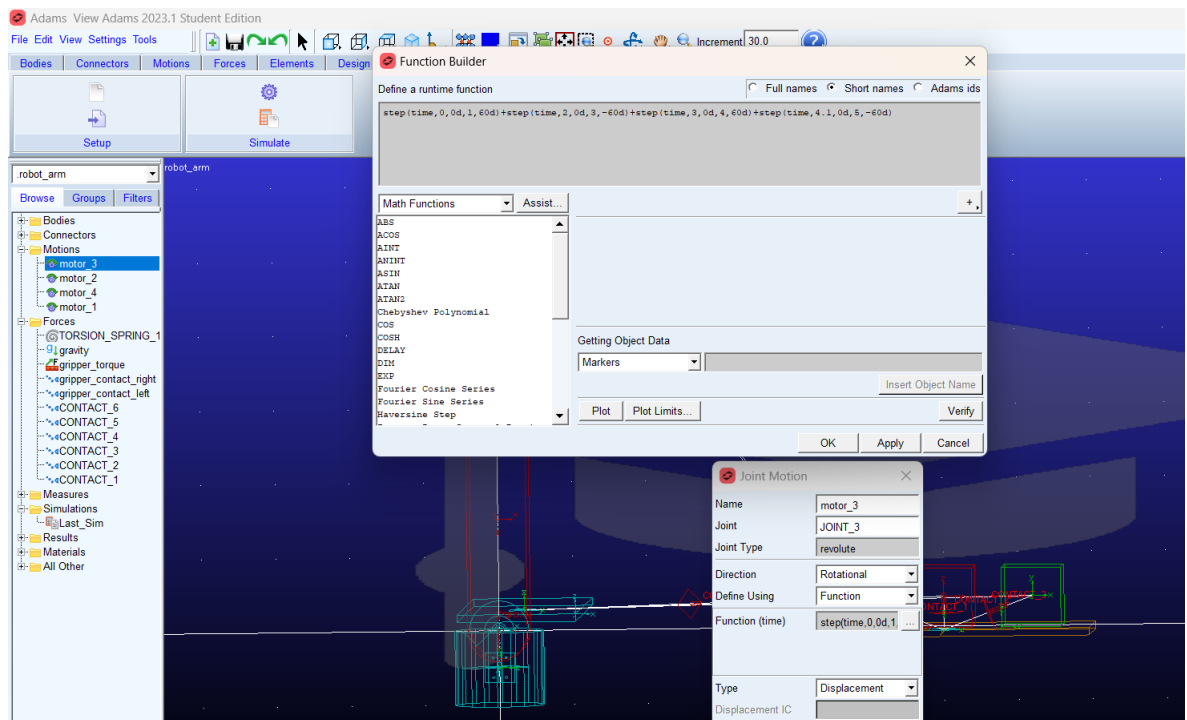 Adams View Adams 2023.1 Student Edition
File Edit View Settings Tools
Increment 30.0
Bodies Connectors Motions Forces Elements Design
Setup
Simulate
Function Builder
Define a runtime function
Full names Short names Adams ids
step(time,0,0d,1,60d)+step(time,2,0d,3,-60d)+step(time,3,0d,4,60d)+step(time,4.1,0d,5,-60d)
Math Functions Assist...
+
ABS
ACOS
AINT
ANINT
ASIN
ATAN
ATAN2
Chebyshev Polynomial
COS
COSH
DELAY
DIM
EXP
Fourier Cosine Series
Fourier Sine Series
Haversine Step
Getting Object Data
Markers
Insert Object Name
Plot Plot Limits... Verify
OK Apply Cancel
.robot_arm
robot_arm
Browse Groups Filters
Bodies
Connectors
Motions
motor_3
motor_2
motor_4
motor_1
Forces
TORSION_SPRING_1
gravity
gripper_torque
gripper_contact_right
gripper_contact_left
CONTACT_6
CONTACT_5
CONTACT_4
CONTACT_3
CONTACT_2
CONTACT_1
Measures
Simulations
Last_Sim
Results
Materials
All Other
Joint Motion
Name motor_3
Joint JOINT_3
Joint Type revolute
Direction Rotational
Define Using Function
Function (time) step(time,0,0d,1, ...
Type Displacement
Displacement IC